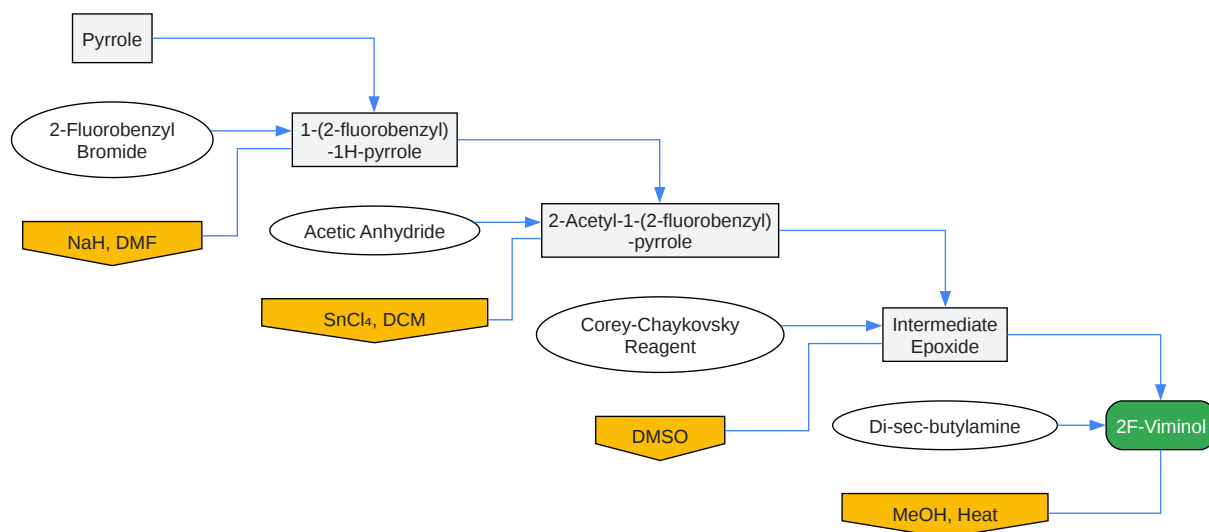 Pyrrole
2-Fluorobenzyl
Bromide
1-(2-fluorobenzyl)
-1H-pyrrole
NaH, DMF
Acetic Anhydride
2-Acetyl-1-(2-fluorobenzyl)
-pyrrole
SnCl₄, DCM
Corey-Chaykovsky
Reagent
Intermediate
Epoxide
DMSO
Di-sec-butylamine
2F-Viminol
MeOH, Heat